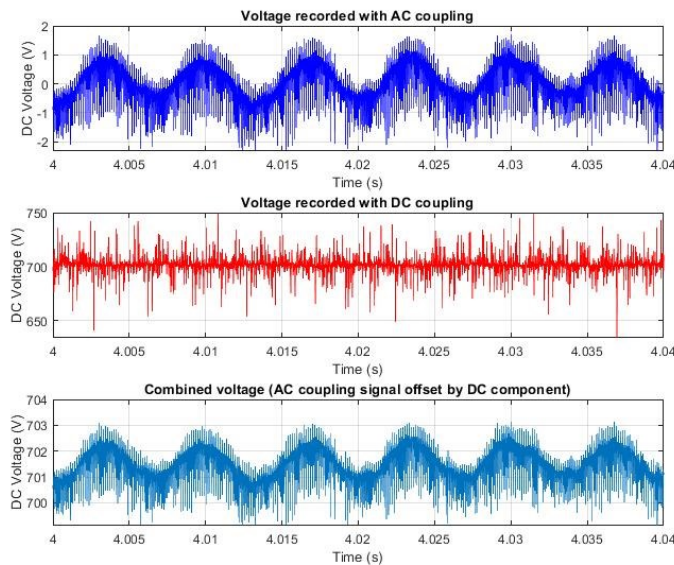 Voltage recorded with AC coupling
2
1
0
-1
-2
DC Voltage (V)
4 4.005 4.01 4.015 4.02 4.025 4.03 4.035 4.04
Time (s)
Voltage recorded with DC coupling
750
700
650
DC Voltage (V)
4 4.005 4.01 4.015 4.02 4.025 4.03 4.035 4.04
Time (s)
Combined voltage (AC coupling signal offset by DC component)
704
703
702
701
700
DC Voltage (V)
4 4.005 4.01 4.015 4.02 4.025 4.03 4.035 4.04
Time (s)